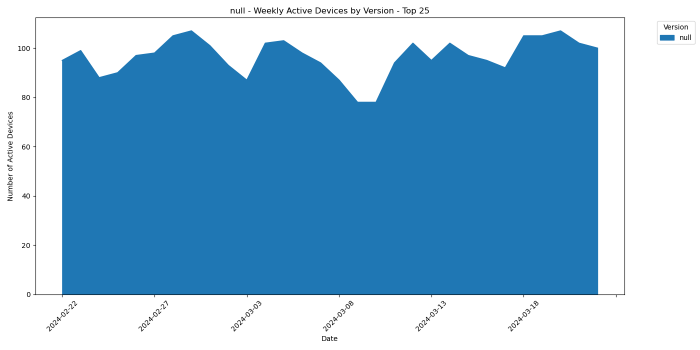 null - Weekly Active Devices by Version - Top 25
Version
null
Number of Active Devices
100
80
60
40
20
0
2024-02-22
2024-02-27
2024-03-03
2024-03-08
2024-03-13
2024-03-18
Date